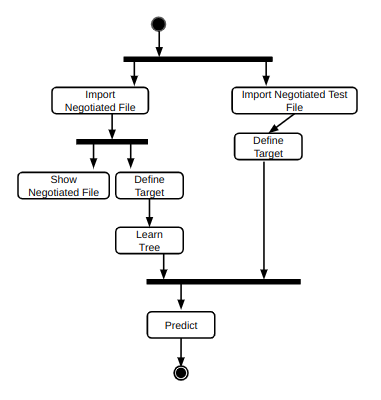 Import
Negotiated File
Import Negotiated Test
File
Define
Target
Show
Negotiated File
Define
Target
Learn
Tree
Predict